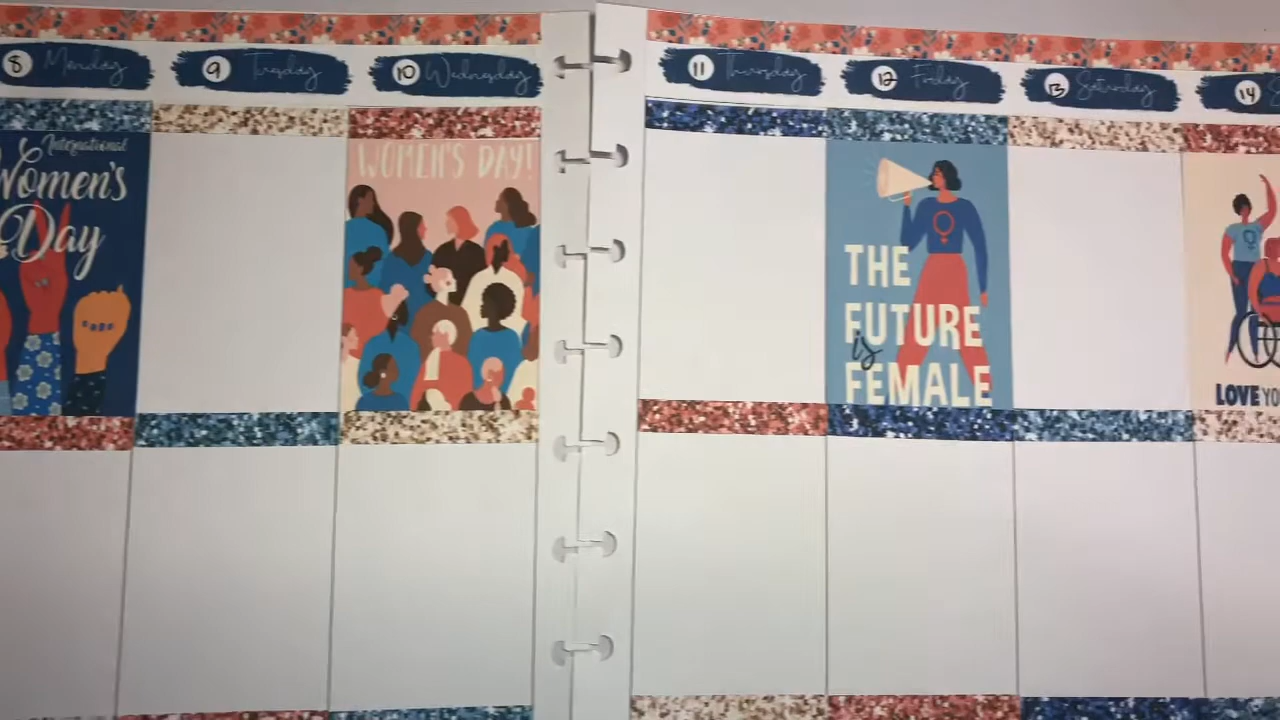 8 Monday
9 Tuesday
10 Wednesday
11 Thursday
12 Friday
13 Saturday
14
International
Women's
Day
WOMEN'S DAY!
THE
FUTURE
is
FEMALE
LOVE YO